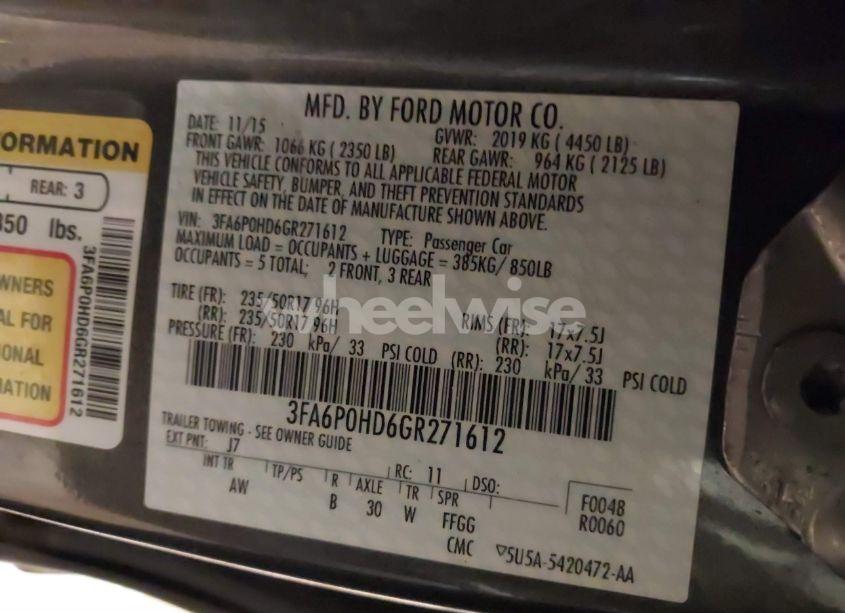 ORMATION
REAR: 3
850 lbs.
WNERS
AL FOR
IONAL
MATION
3FA6P0HD6GR271612
MFD. BY FORD MOTOR CO.
DATE: 11/15 GVWR: 2019 KG ( 4450 LB)
FRONT GAWR: 1066 KG ( 2350 LB) REAR GAWR: 964 KG ( 2125 LB)
THIS VEHICLE CONFORMS TO ALL APPLICABLE FEDERAL MOTOR
VEHICLE SAFETY, BUMPER, AND THEFT PREVENTION STANDARDS
IN EFFECT ON THE DATE OF MANUFACTURE SHOWN ABOVE.
VIN: 3FA6P0HD6GR271612 TYPE: Passenger Car
MAXIMUM LOAD = OCCUPANTS + LUGGAGE = 385KG/ 850LB
OCCUPANTS = 5 TOTAL; 2 FRONT, 3 REAR
TIRE (FR): 235/50R17 96H RIMS (FR): 17x7.5J
(RR): 235/50R17 96H (RR): 17x7.5J
PRESSURE (FR): 230 kPa/ 33 PSI COLD (RR): 230 kPa/ 33 PSI COLD
3FA6P0HD6GR271612
TRAILER TOWING - SEE OWNER GUIDE
EXT PNT: J7 RC: 11 DSO:
INT TR TP/PS R AXLE TR SPR
AW B 30 W FFGG
CMC
F0048
R0060
5U5A-5420472-AA
wheelwise